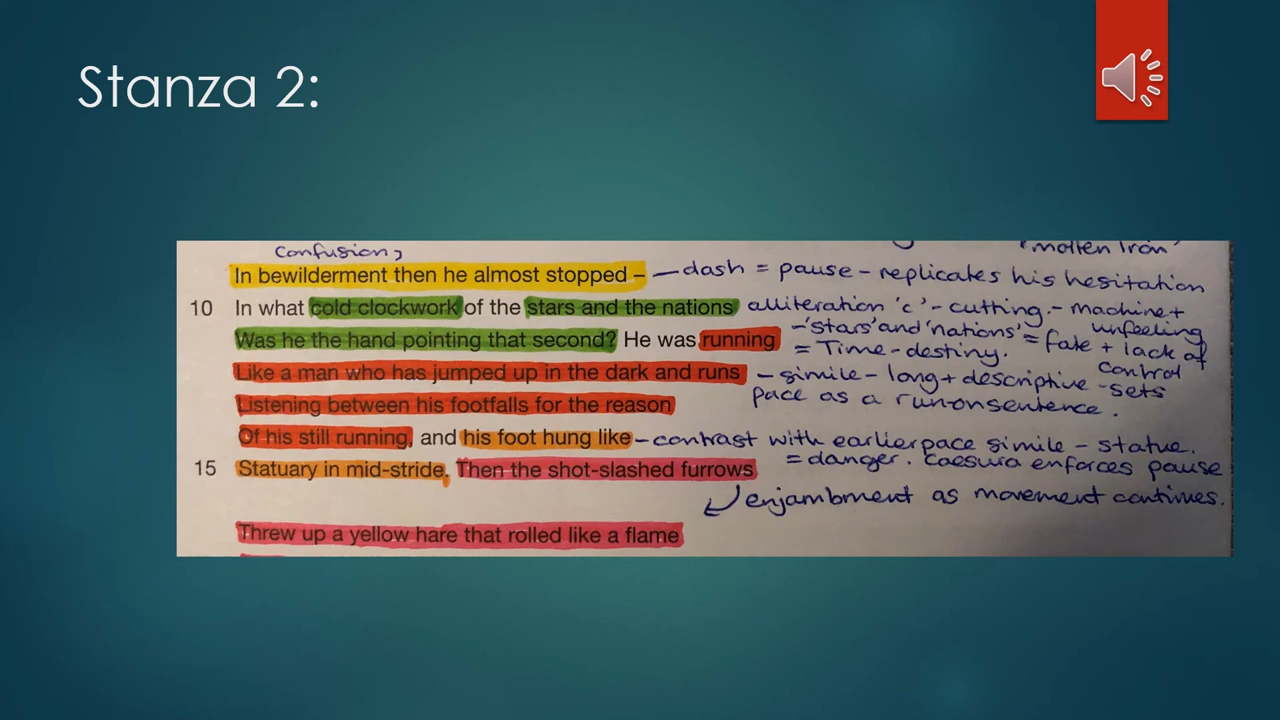 Stanza 2:
Confusion,
"molten Iron"
In bewilderment then he almost stopped – — dash = pause - replicates his hesitation
10 In what cold clockwork of the stars and the nations alliteration 'c' - cutting. - machine +
unfeeling
- 'stars' and 'nations' = fate + lack of
control
Was he the hand pointing that second? He was running
= Time - destiny.
Like a man who has jumped up in the dark and runs - simile - long + descriptive - sets
pace as a run on sentence.
Listening between his footfalls for the reason
Of his still running, and his foot hung like - contrast with earlier pace simile - statue.
= danger. Caesura enforces pause
15 Statuary in mid-stride. Then the shot-slashed furrows
enjambment as movement continues.
Threw up a yellow hare that rolled like a flame